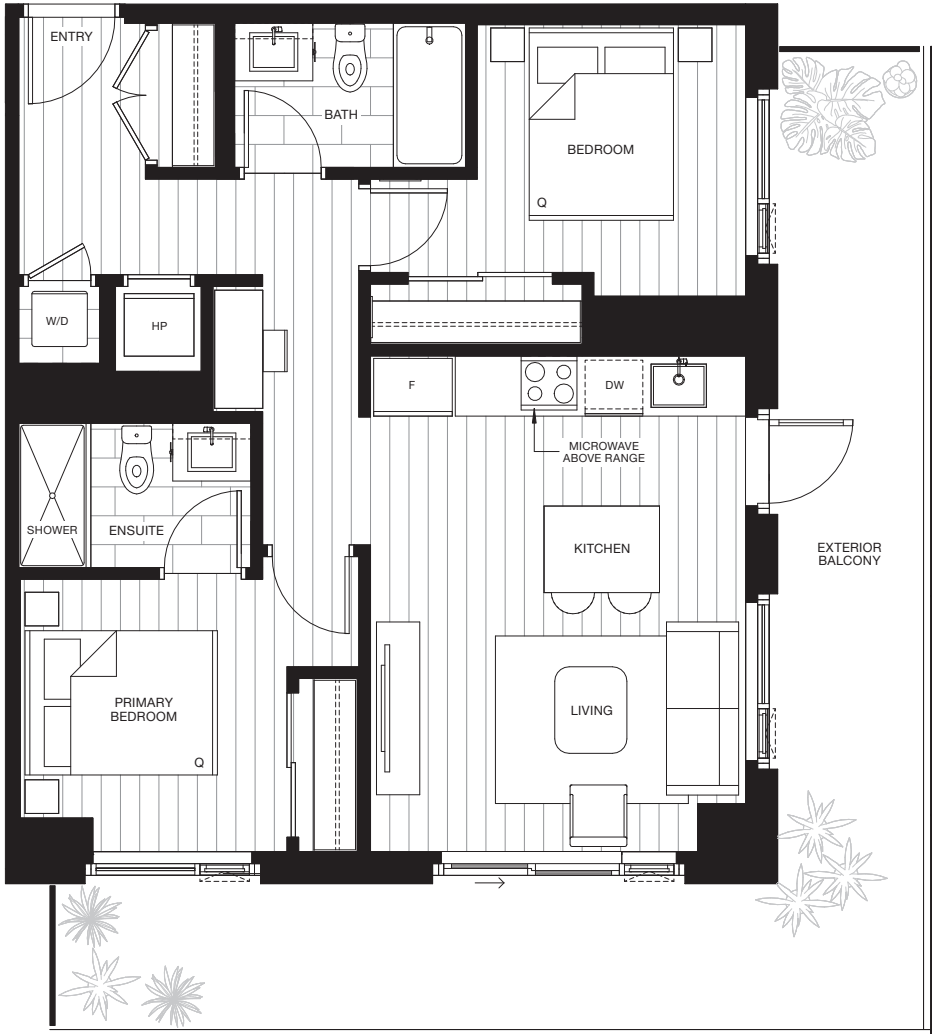 ENTRY
BATH
BEDROOM
Q
W/D
HP
F
DW
MICROWAVE
ABOVE RANGE
SHOWER
ENSUITE
KITCHEN
EXTERIOR
BALCONY
PRIMARY
BEDROOM
LIVING
Q